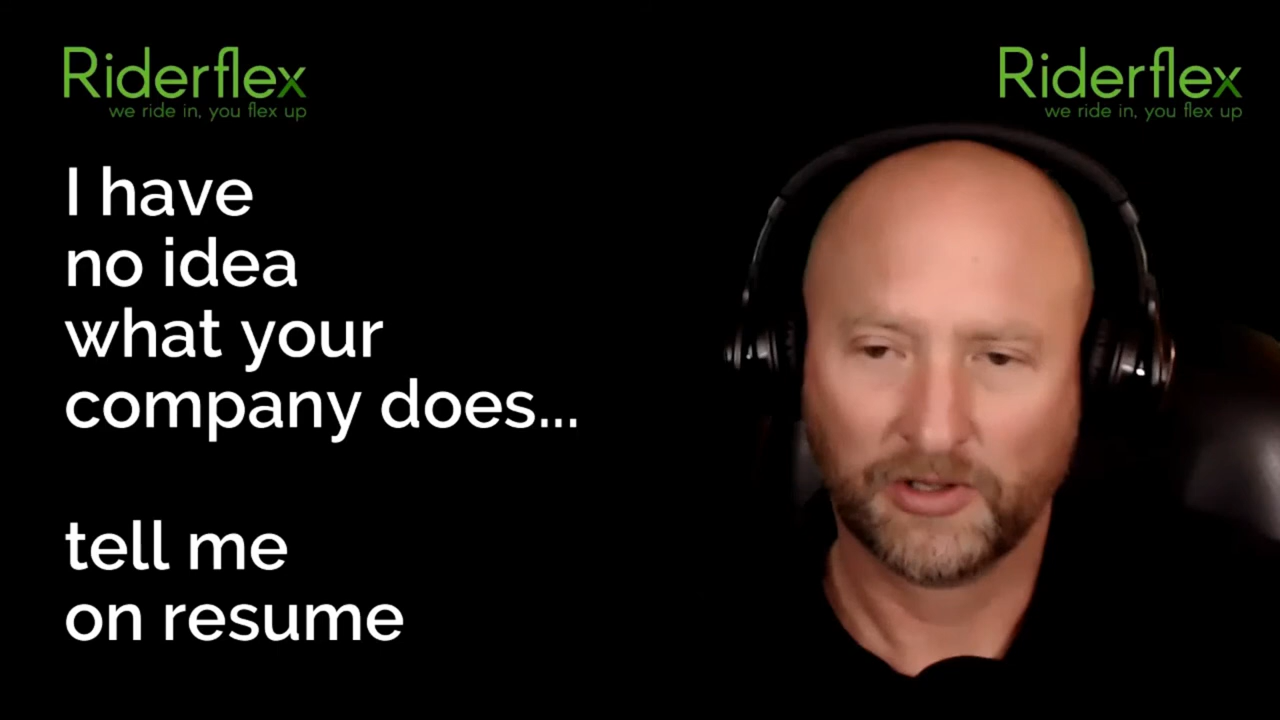 Riderflex
we ride in, you flex up
Riderflex
we ride in, you flex up
I have
no idea
what your
company does...
tell me
on resume